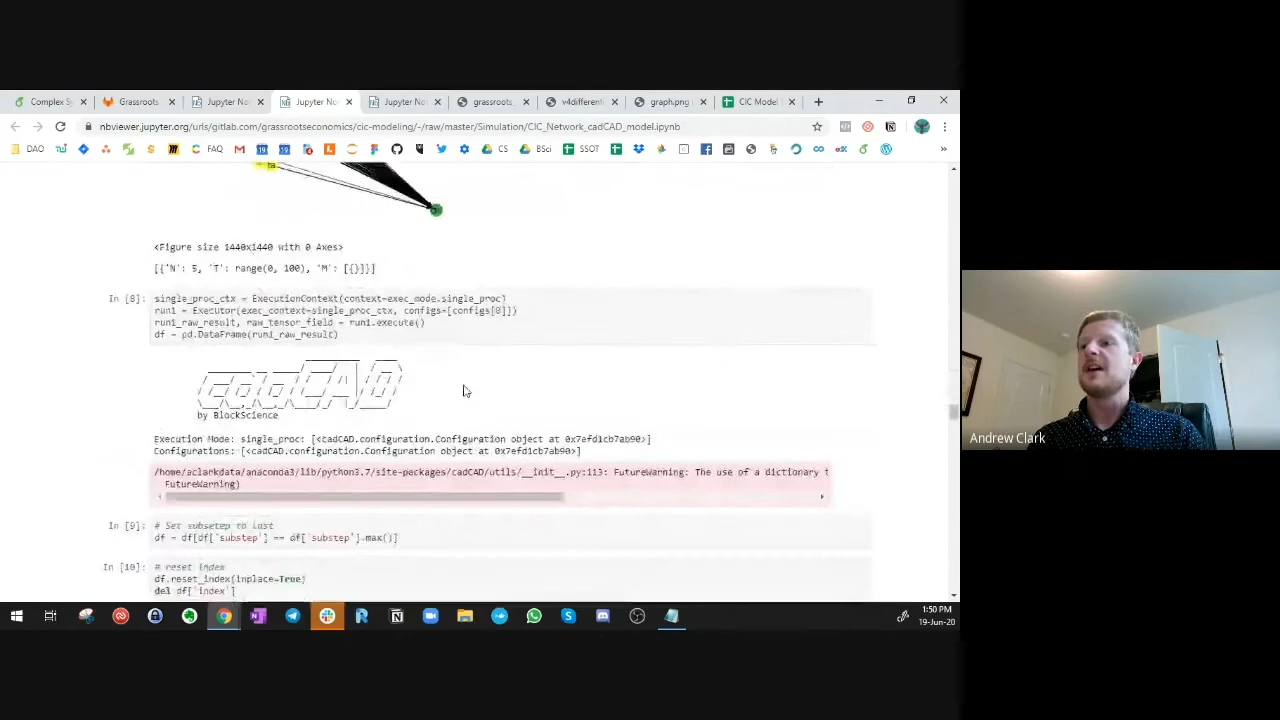 Complex Sy
Grassroots
Jupyter No
Jupyter No
Jupyter No
grassroots_
v4differenti
graph.png (
CIC Model
nbviewer.jupyter.org/urls/gitlab.com/grassrootseconomics/cic-modeling/-/raw/master/Simulation/CIC_Network_cadCAD_model.ipynb
DAO
FAQ
CS
BSci
SSOT
<Figure size 1440x1440 with 0 Axes>
[{'N': 5, 'T': range(0, 100), 'M': [{}]}]
In [8]:
single_proc_ctx = ExecutionContext(context=exec_mode.single_proc)
run1 = Executor(exec_context=single_proc_ctx, configs=[configs[0]])
run1_raw_result, raw_tensor_field = run1.execute()
df = pd.DataFrame(run1_raw_result)
cadCAD
by BlockScience
Execution Mode: single_proc: [<cadCAD.configuration.Configuration object at 0x7efd1cb7ab90>]
Configurations: [<cadCAD.configuration.Configuration object at 0x7efd1cb7ab90>]
/home/aclarkdata/anaconda3/lib/python3.7/site-packages/cadCAD/utils/__init__.py:113: FutureWarning: The use of a dictionary t
FutureWarning)
In [9]:
# Set subsetep to last
df = df[df['substep'] == df['substep'].max()]
In [10]:
# reset index
df.reset_index(inplace=True)
del df['index']
Andrew Clark
1:50 PM
19-Jun-20